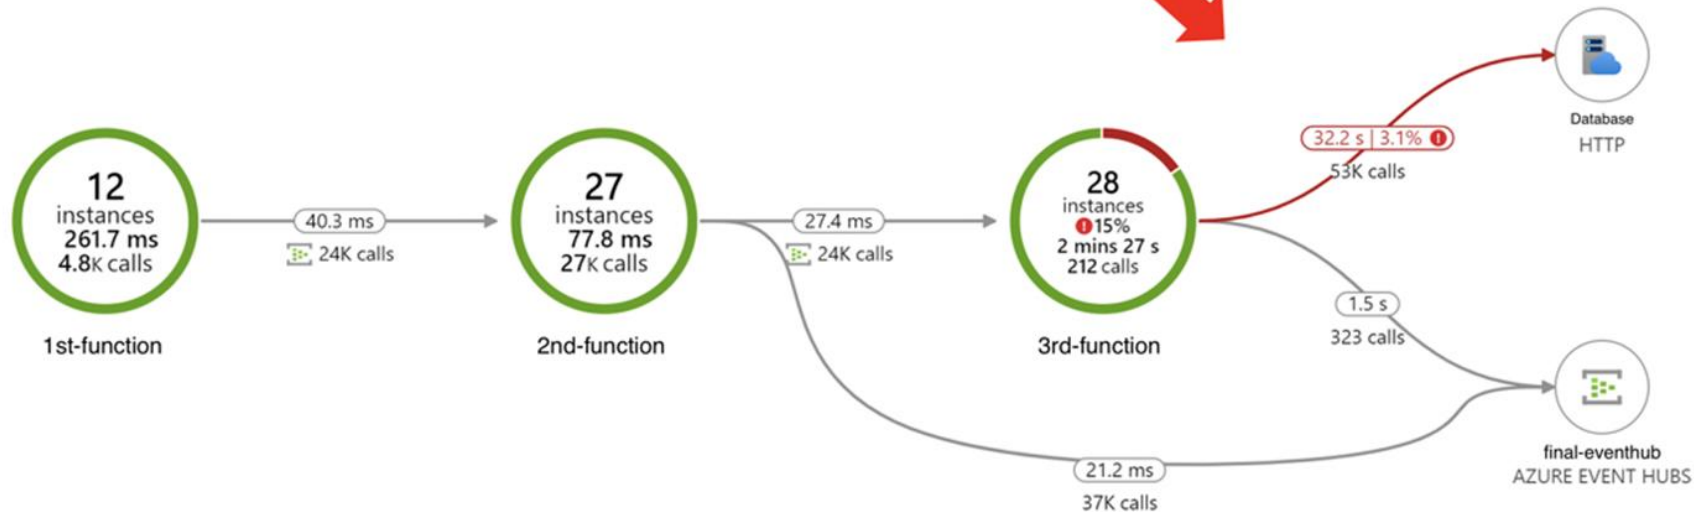 12
instances
261.7 ms
4.8K calls
1st-function
40.3 ms
24K calls
27
instances
77.8 ms
27K calls
2nd-function
27.4 ms
24K calls
28
instances
15%
2 mins 27 s
212 calls
3rd-function
32.2 s | 3.1%
53K calls
Database
HTTP
1.5 s
323 calls
21.2 ms
37K calls
final-eventhub
AZURE EVENT HUBS